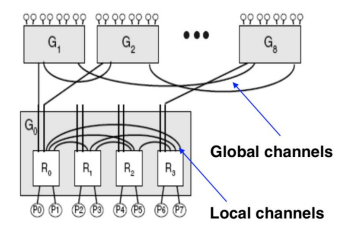 G1 G2 G8
G0
Global channels
R0 R1 R2 R3
Local channels
P0 P1 P2 P3 P4 P5 P6 P7